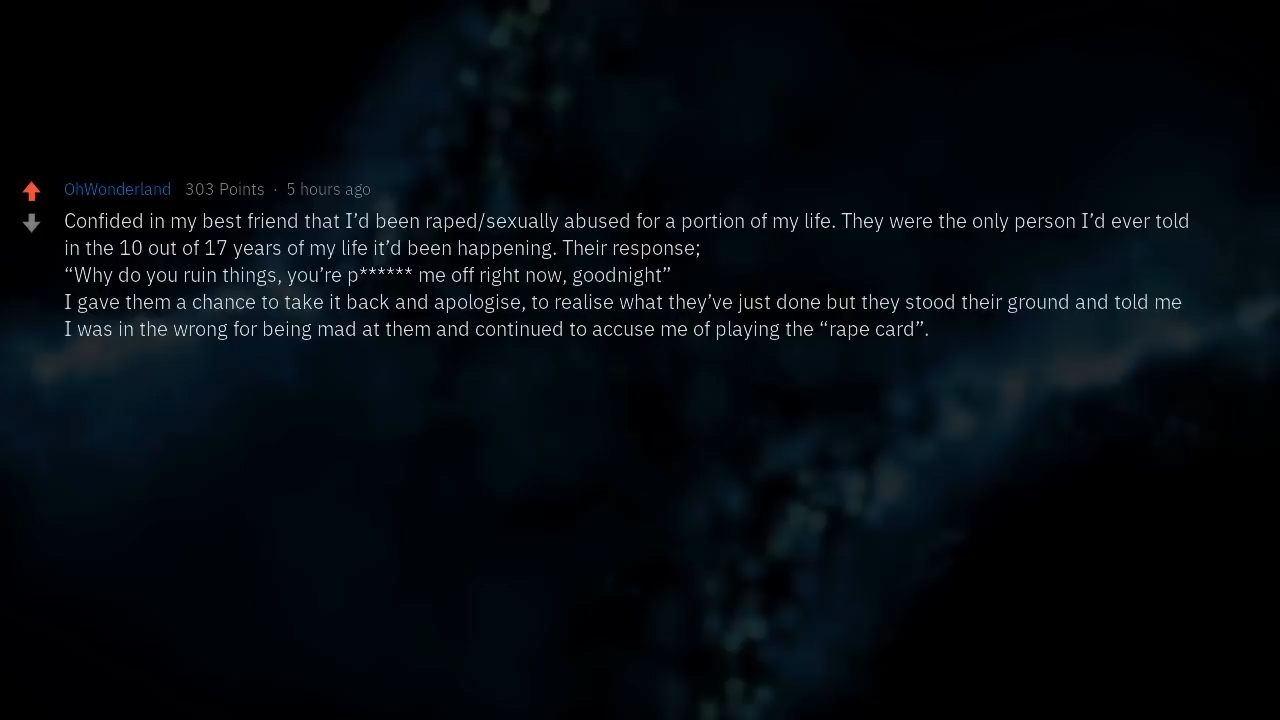 OhWonderland 303 Points · 5 hours ago
Confided in my best friend that I’d been raped/sexually abused for a portion of my life. They were the only person I’d ever told
in the 10 out of 17 years of my life it’d been happening. Their response;
“Why do you ruin things, you’re p****** me off right now, goodnight”
I gave them a chance to take it back and apologise, to realise what they’ve just done but they stood their ground and told me
I was in the wrong for being mad at them and continued to accuse me of playing the “rape card”.